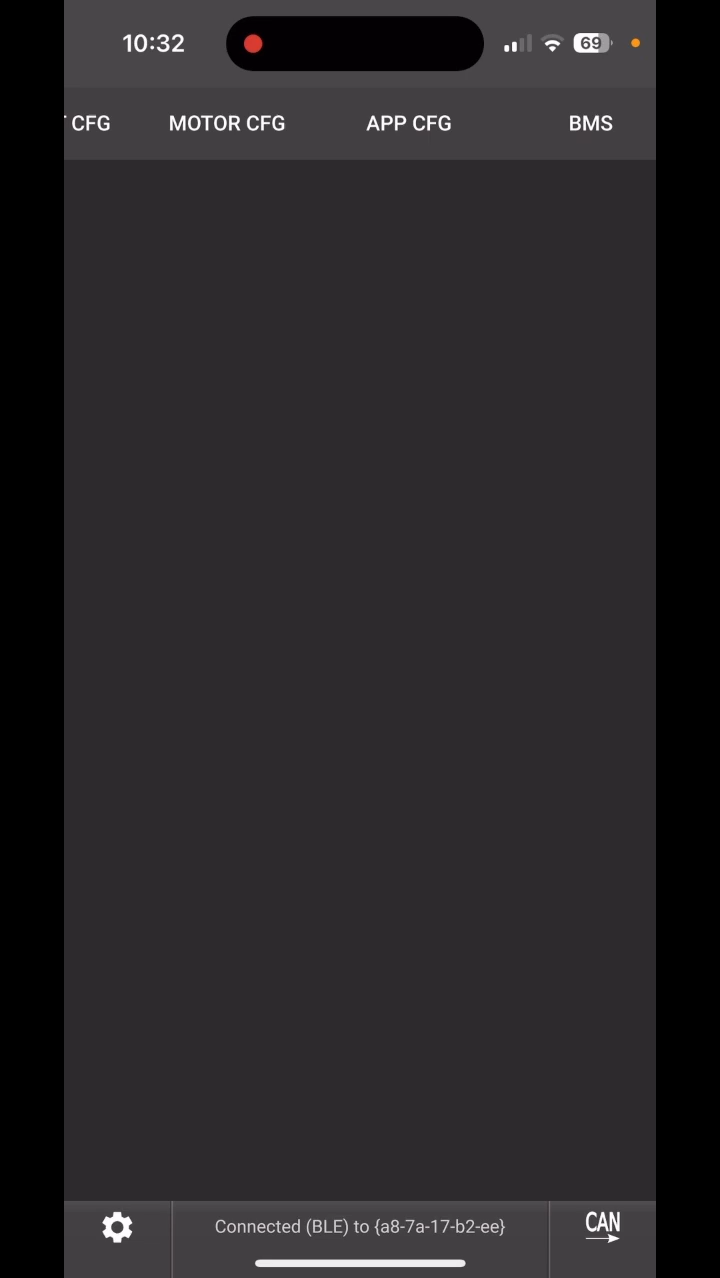 10:32
69
T CFG MOTOR CFG APP CFG BMS
Connected (BLE) to {a8-7a-17-b2-ee}
CAN